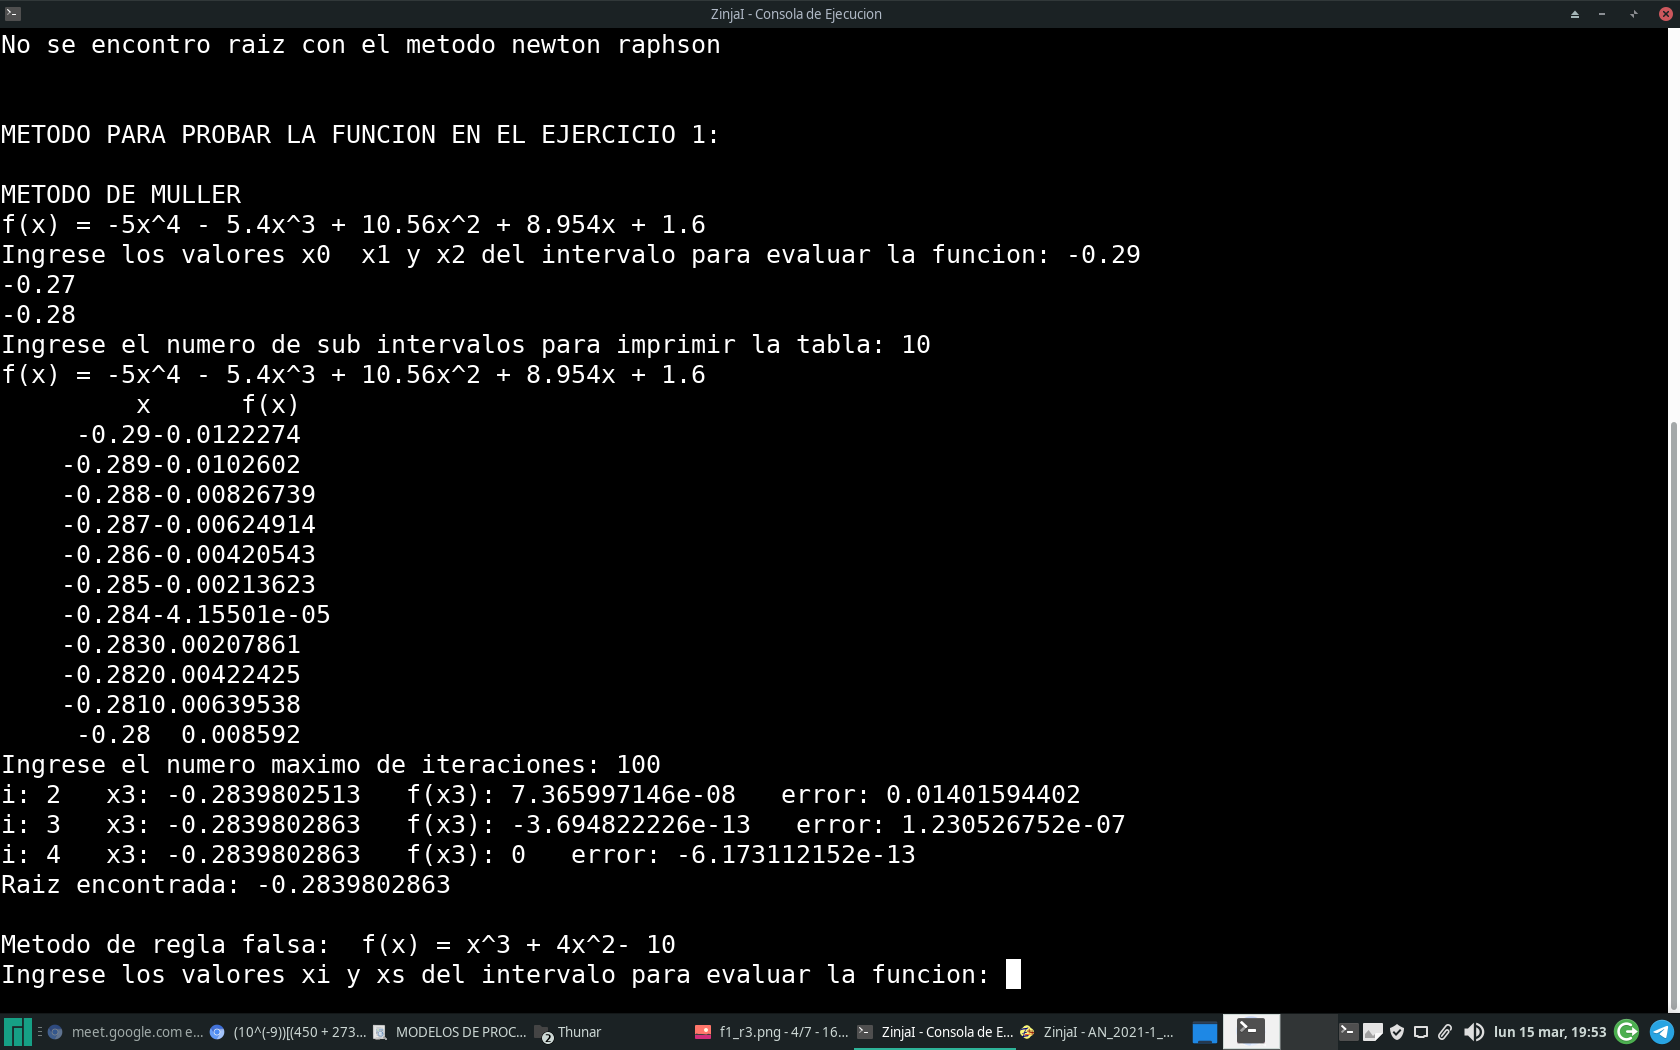 ZinjaI - Consola de Ejecucion
No se encontro raiz con el metodo newton raphson
METODO PARA PROBAR LA FUNCION EN EL EJERCICIO 1:
METODO DE MULLER
f(x) = -5x^4 - 5.4x^3 + 10.56x^2 + 8.954x + 1.6
Ingrese los valores x0  x1 y x2 del intervalo para evaluar la funcion: -0.29
-0.27
-0.28
Ingrese el numero de sub intervalos para imprimir la tabla: 10
f(x) = -5x^4 - 5.4x^3 + 10.56x^2 + 8.954x + 1.6
x      f(x)
-0.29-0.0122274
-0.289-0.0102602
-0.288-0.00826739
-0.287-0.00624914
-0.286-0.00420543
-0.285-0.00213623
-0.284-4.15501e-05
-0.2830.00207861
-0.2820.00422425
-0.2810.00639538
-0.28  0.008592
Ingrese el numero maximo de iteraciones: 100
i: 2   x3: -0.2839802513   f(x3): 7.365997146e-08   error: 0.01401594402
i: 3   x3: -0.2839802863   f(x3): -3.694822226e-13   error: 1.230526752e-07
i: 4   x3: -0.2839802863   f(x3): 0   error: -6.173112152e-13
Raiz encontrada: -0.2839802863
Metodo de regla falsa:  f(x) = x^3 + 4x^2- 10
Ingrese los valores xi y xs del intervalo para evaluar la funcion:
meet.google.com e... (10^(-9))[(450 + 273... MODELOS DE PROC... 2 Thunar f1_r3.png - 4/7 - 16... ZinjaI - Consola de E... ZinjaI - AN_2021-1_... lun 15 mar, 19:53